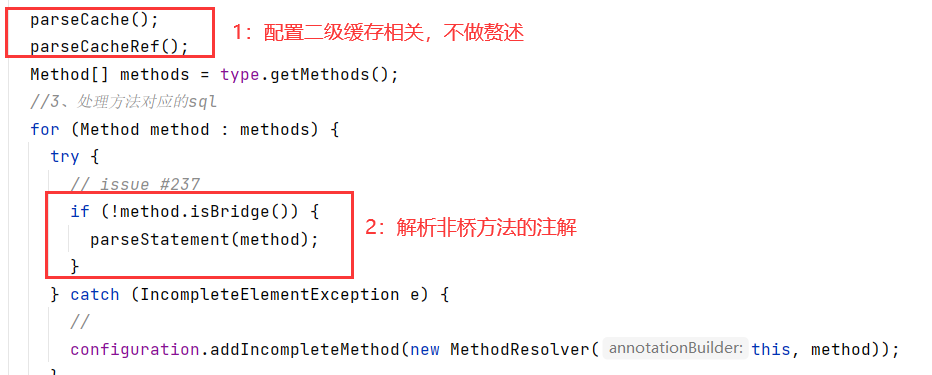 parseCache();
1：配置二级缓存相关，不做赘述
parseCacheRef();
Method[] methods = type.getMethods();
//3、处理方法对应的sql
for (Method method : methods) {
try {
// issue #237
if (!method.isBridge()) {
2：解析非桥方法的注解
parseStatement(method);
}
} catch (IncompleteElementException e) {
//
configuration.addIncompleteMethod(new MethodResolver( annotationBuilder: this, method));
}